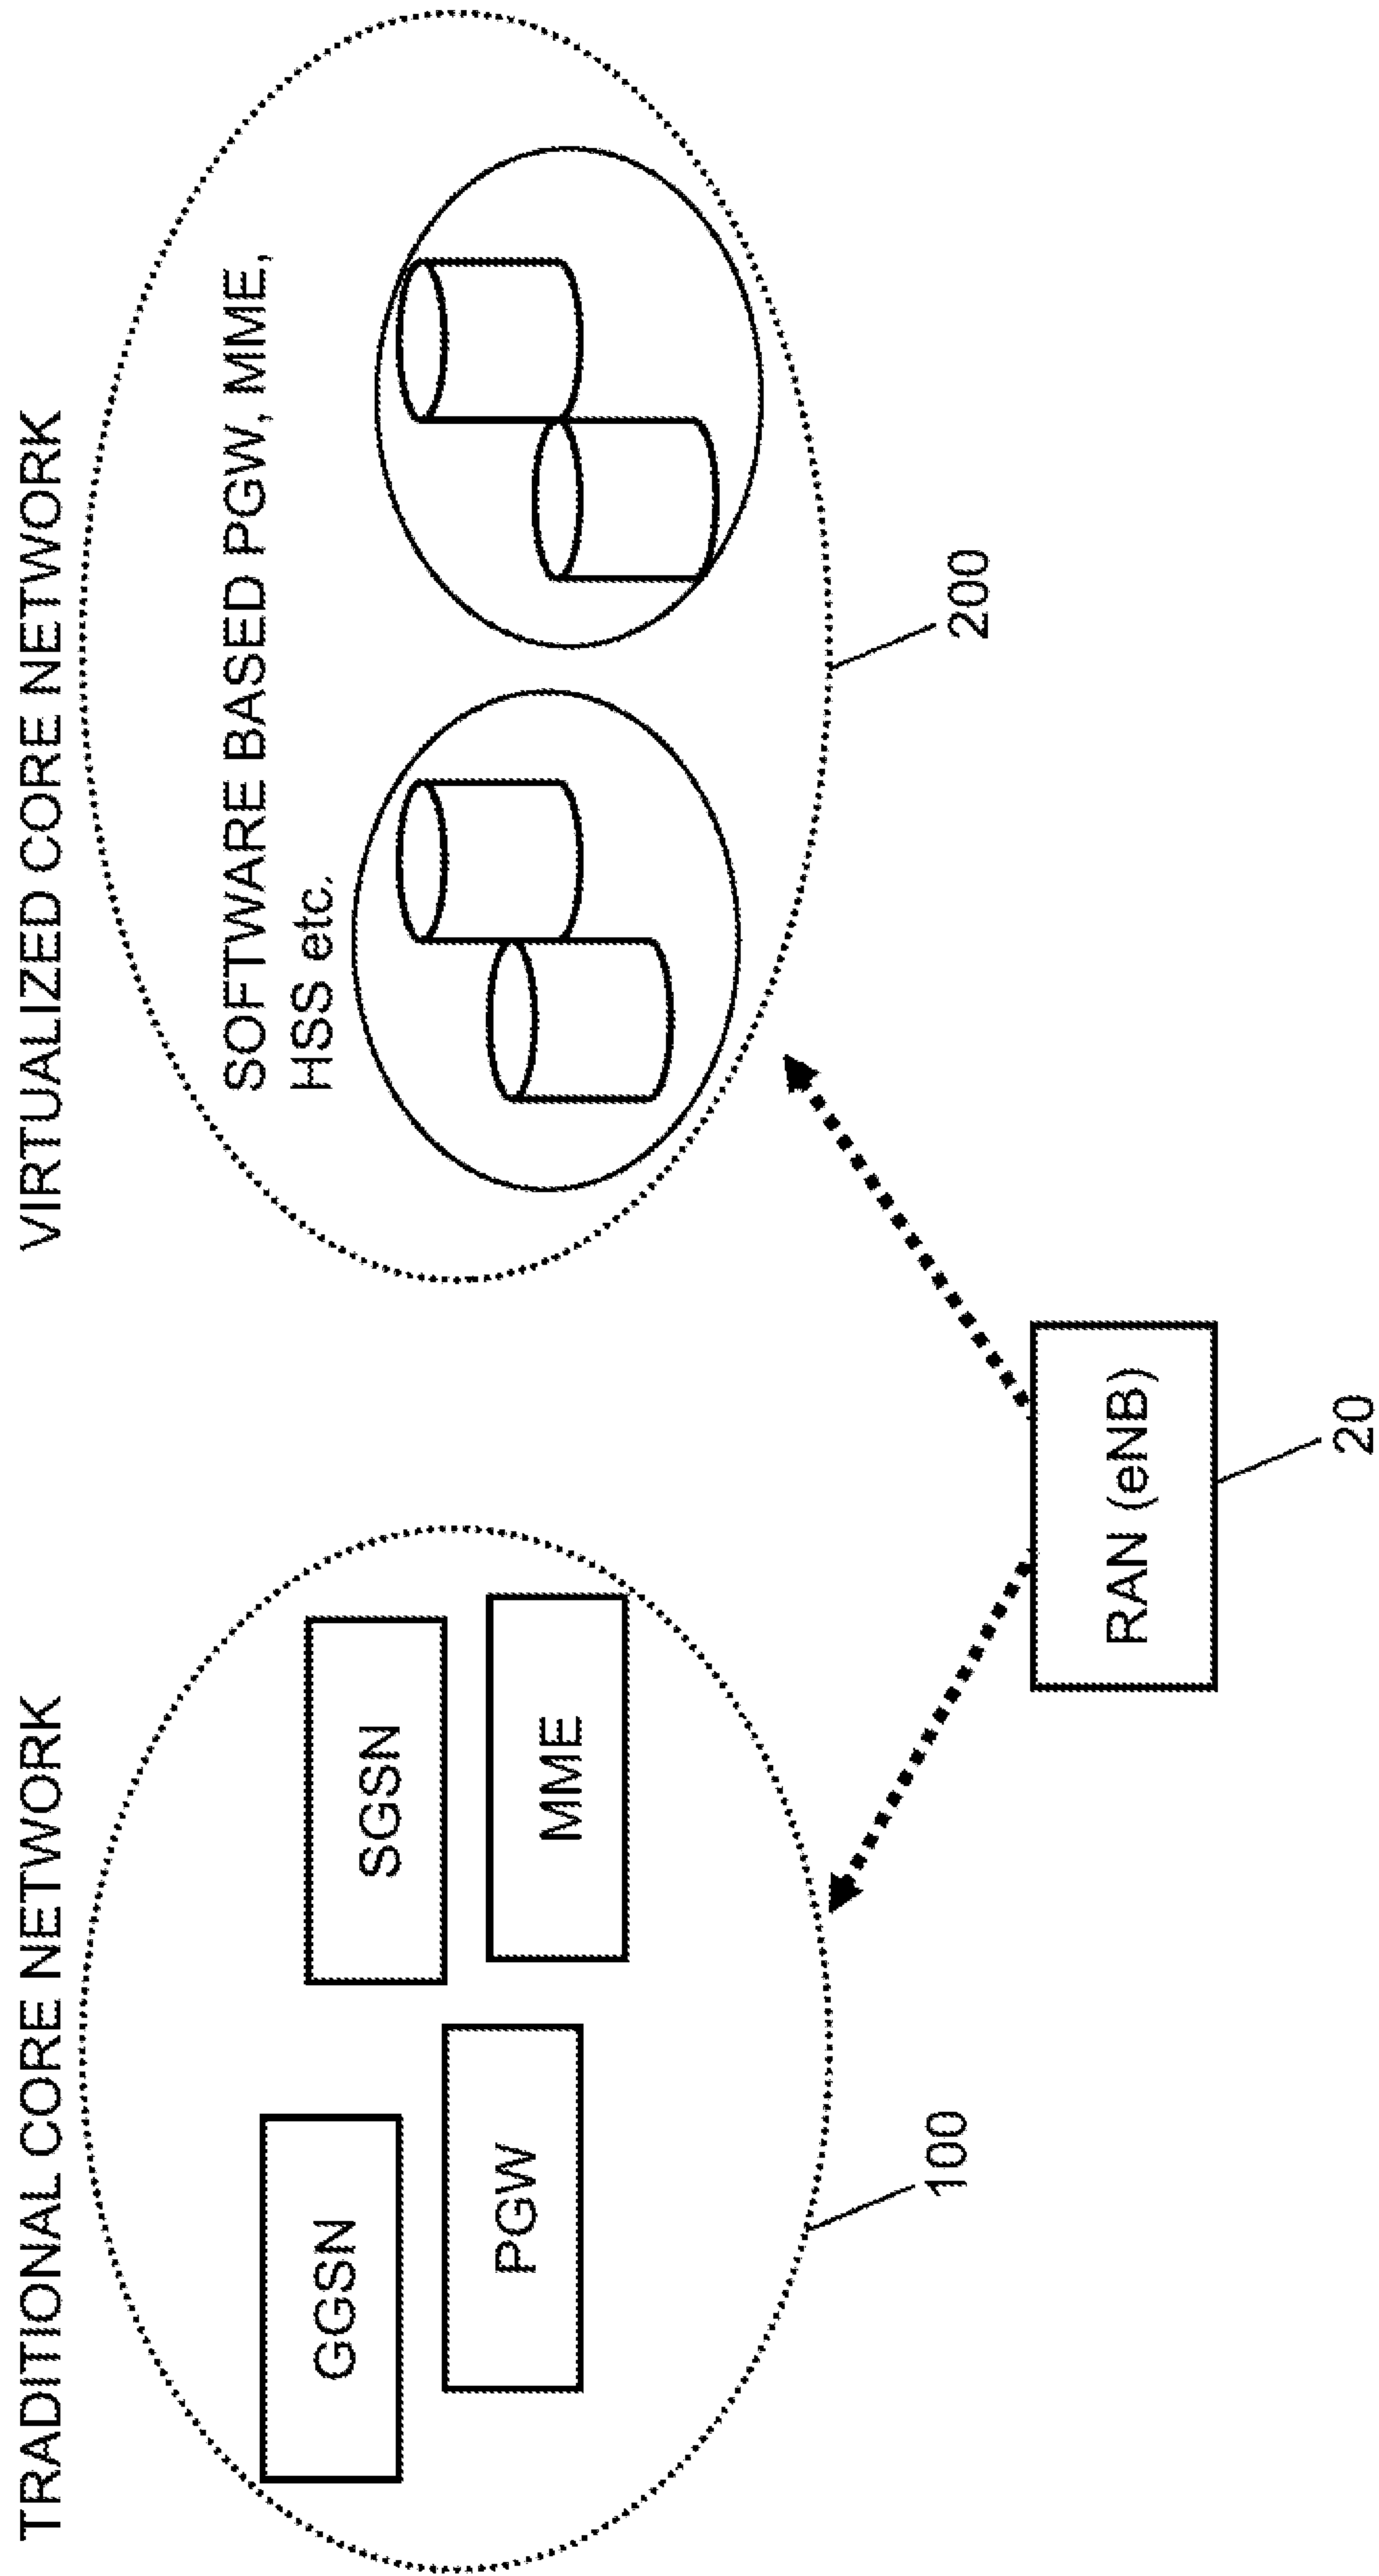 TRADITIONAL CORE NETWORK
GGSN
SGSN
PGW
MME
100
VIRTUALIZED CORE NETWORK
SOFTWARE BASED PGW, MME,
HSS etc.
200
RAN (eNB)
20